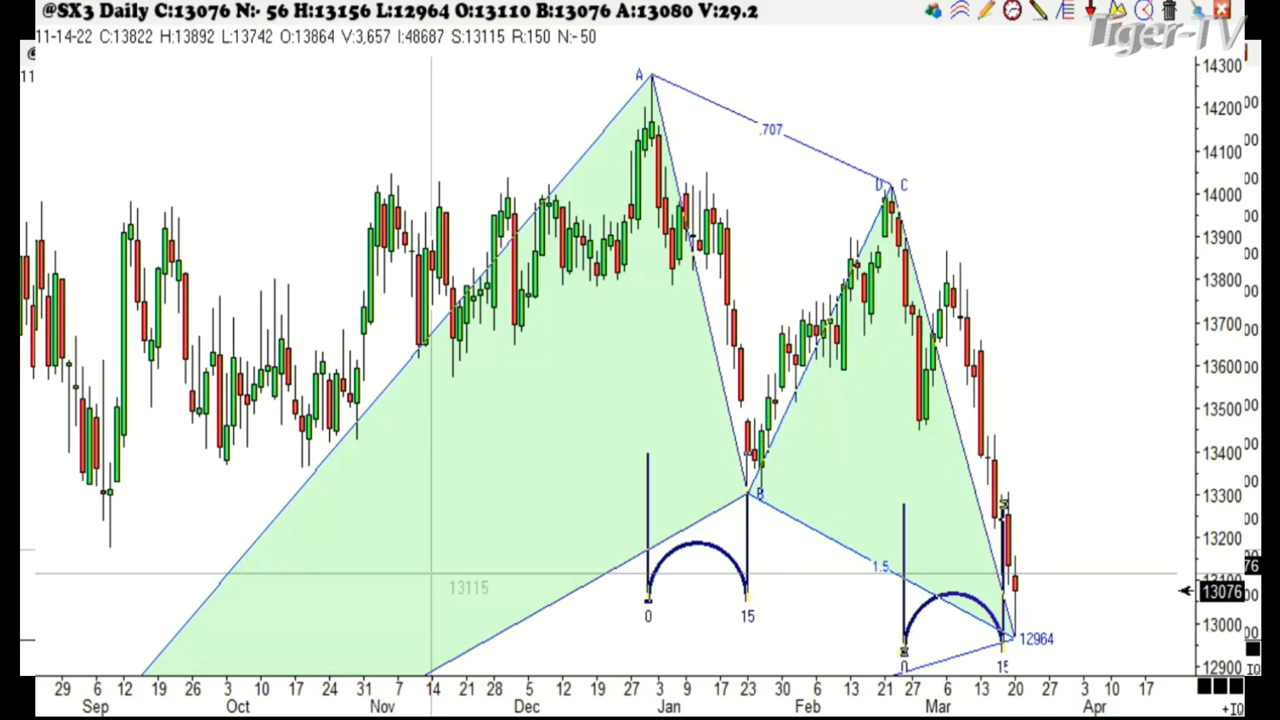 @SX3 Daily C:13076 N:- 56 H:13156 L:12964 O:13110 B:13076 A:13080 V:29.2
11-14-22 C:13822 H:13892 L:13742 O:13864 V:3,657 I:48687 S:13115 R:150 N:-50
Tiger-TV
11
A
.707
D C
B
1.5
12964
13115
0 15
0 15
14300
14200
14100
14000
13900
13800
13700
13600
13500
13400
13300
13200
13100
13076
13000
12900
29 6 12 19 26 3 10 17 24 31 7 14 21 28 5 12 19 27 3 9 17 23 30 6 13 21 27 6 13 20 27 3 10 17
Sep Oct Nov Dec Jan Feb Mar Apr
+IQ